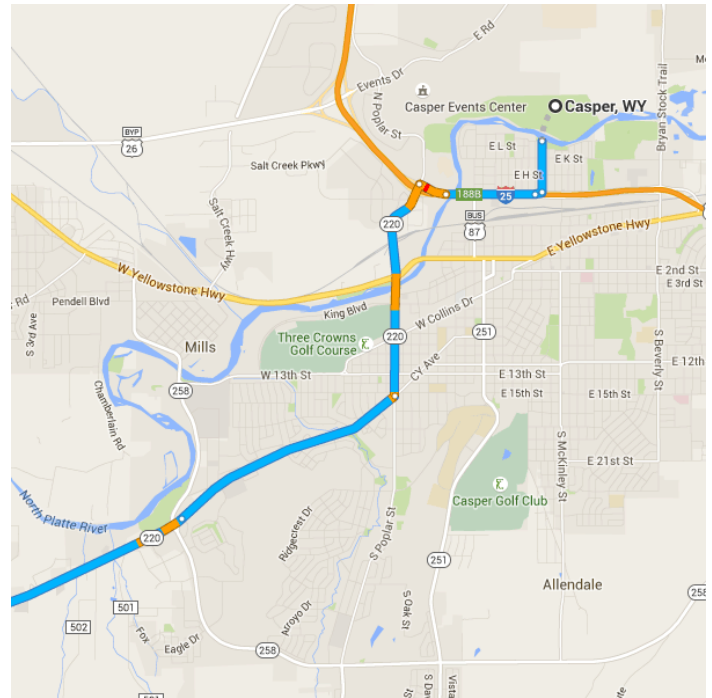 E Rd
Events Dr
N Poplar St
Casper Events Center
Casper, WY
Bryan Stock Trail
BYP
26
Salt Creek Pkwy
Salt Creek Hwy
E L St
E K St
E H St
188B
25
220
BUS
87
E Yellowstone Hwy
W Yellowstone Hwy
E 2nd St
E 3rd St
Pendell Blvd
S 3rd Ave
King Blvd
W Collins Dr
Mills
Three Crowns
Golf Course
220
251
S Beverly St
E 12th
W 13th St
CY Ave
E 13th St
258
E 15th St
E 15th St
Chamberlain Rd
S McKinley St
E 21st St
North Platte River
Casper Golf Club
220
Ridgecrest Dr
S Poplar St
251
Allendale
501
502
Fox
Eagle Dr
Arroyo Dr
S Oak St
258
258
S Da
Vista
501